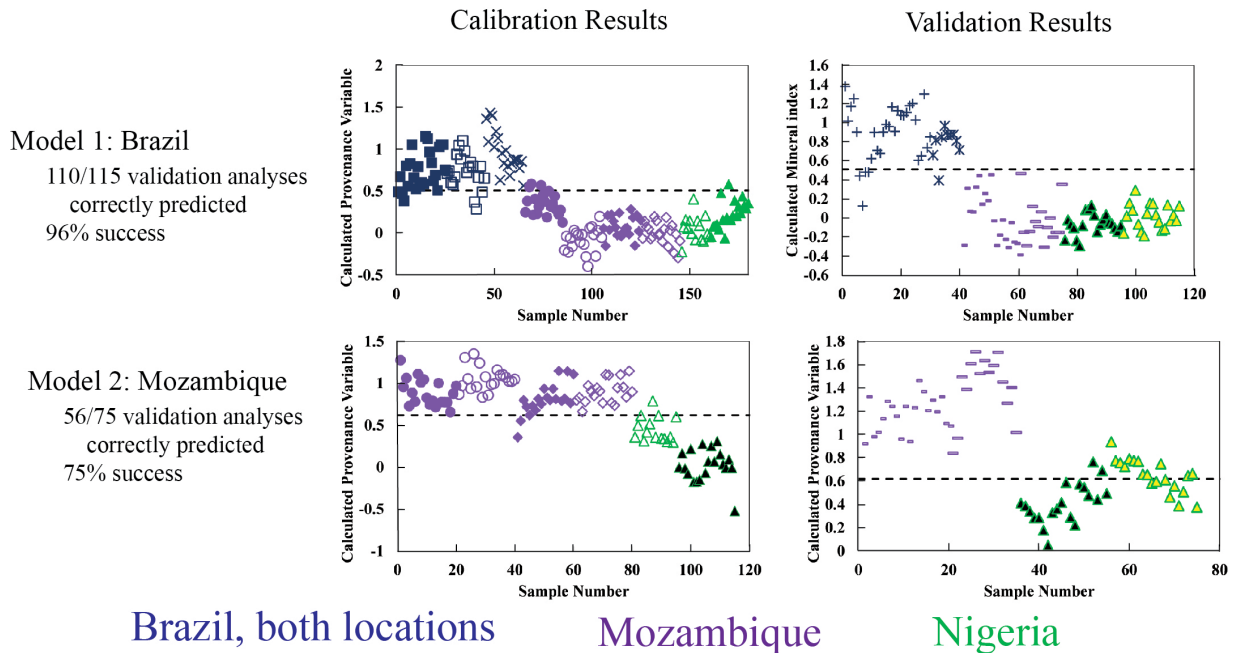 Calibration Results
Validation Results
Model 1: Brazil
110/115 validation analyses
correctly predicted
96% success
Calculated Provenance Variable
2
1.5
1
0.5
0
-0.5
0 50 100 150
Sample Number
Calculated Mineral index
1.6
1.4
1.2
1
0.8
0.6
0.4
0.2
0
-0.2
-0.4
-0.6
0 20 40 60 80 100 120
Sample Number
Model 2: Mozambique
56/75 validation analyses
correctly predicted
75% success
Calculated Provenance Variable
1.5
1
0.5
0
-0.5
-1
0 20 40 60 80 100 120
Sample Number
Calculated Provenance Variable
1.8
1.6
1.4
1.2
1
0.8
0.6
0.4
0.2
0
0 20 40 60 80
Sample Number
Brazil, both locations
Mozambique
Nigeria